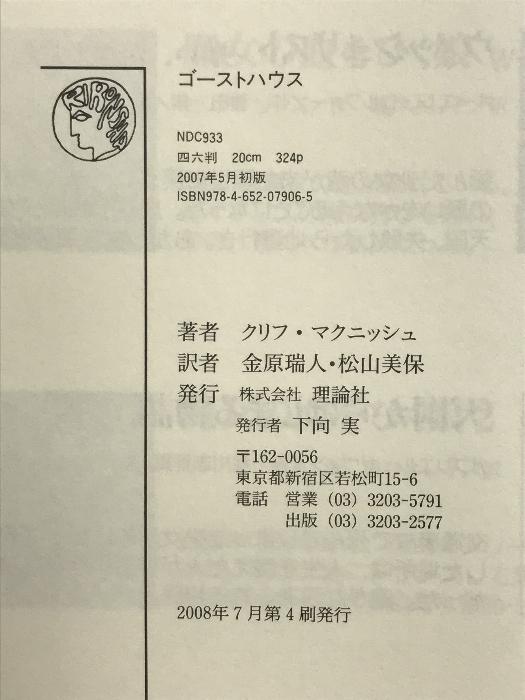 RIRONSHA
ゴーストハウス
NDC933
四六判 20cm 324p
2007年5月初版
ISBN978-4-652-07906-5
著者 クリフ・マクニッシュ
訳者 金原瑞人・松山美保
発行 株式会社 理論社
発行者 下向 実
〒162-0056
東京都新宿区若松町15-6
電話 営業 (03) 3203-5791
出版 (03) 3203-2577
2008年7月第4刷発行